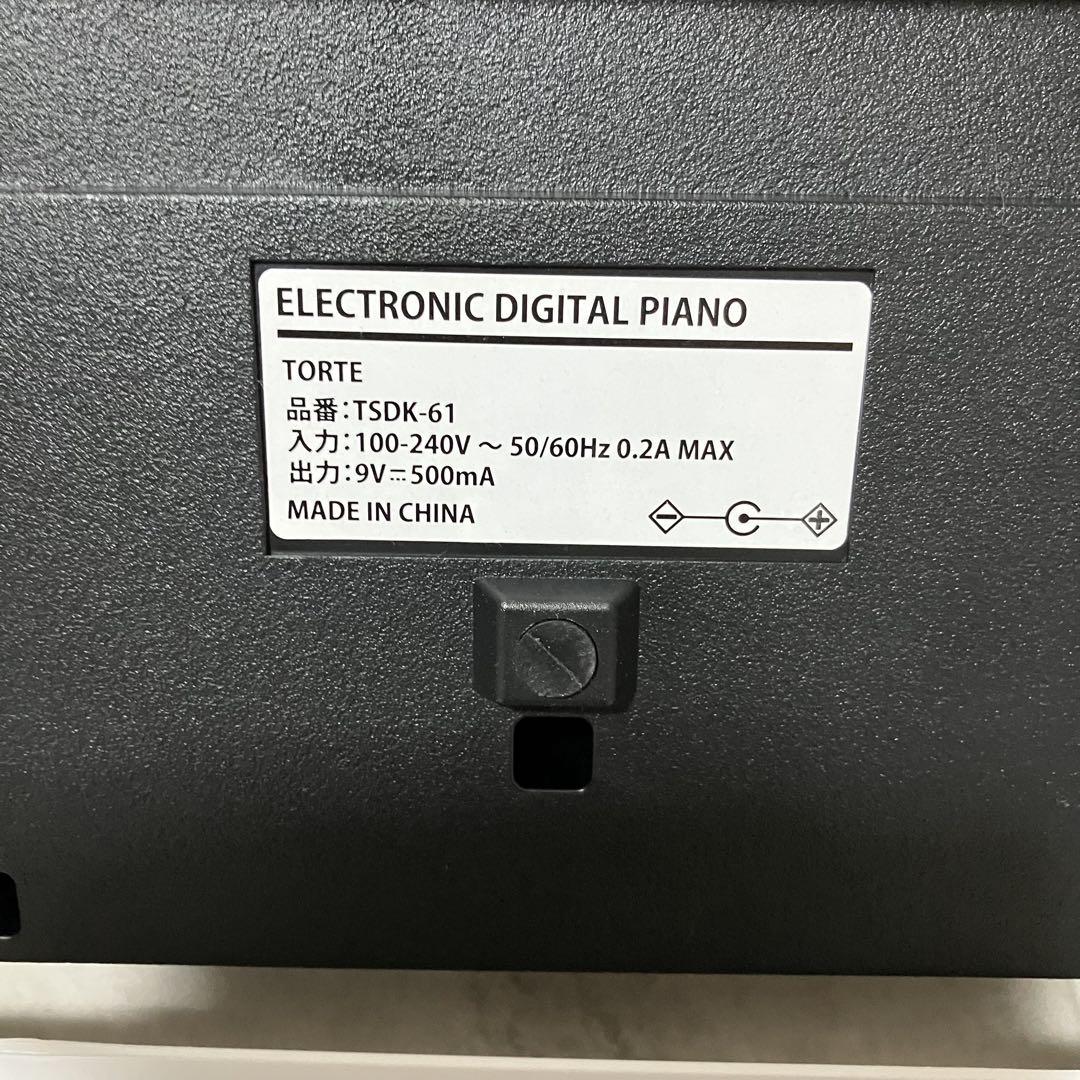 ELECTRONIC DIGITAL PIANO
TORTE
品番:TSDK-61
入力:100-240V ～ 50/60Hz 0.2A MAX
出力:9V⎓500mA
MADE IN CHINA